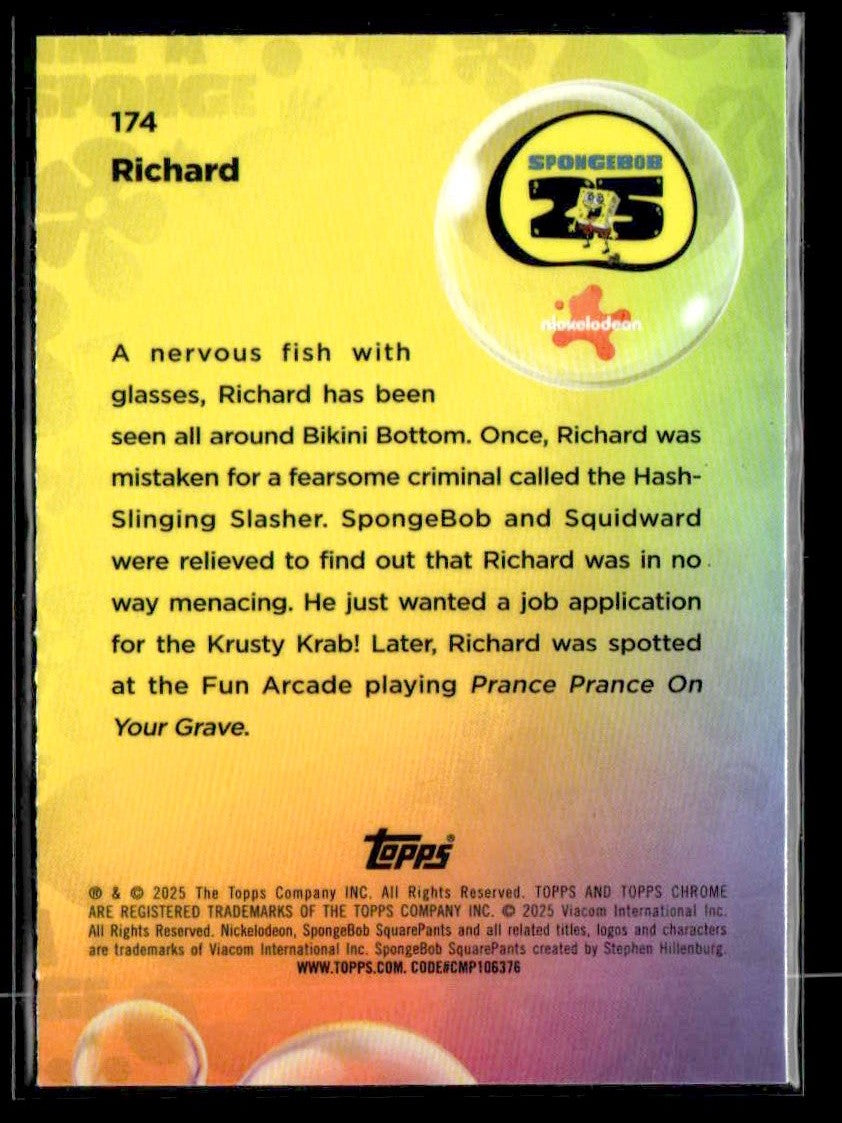 LIKE A
SPONGE
174
Richard
SPONGEBOB
25
nickelodeon
A nervous fish with
glasses, Richard has been
seen all around Bikini Bottom. Once, Richard was
mistaken for a fearsome criminal called the Hash-
Slinging Slasher. SpongeBob and Squidward
were relieved to find out that Richard was in no
way menacing. He just wanted a job application
for the Krusty Krab! Later, Richard was spotted
at the Fun Arcade playing Prance Prance On
Your Grave.
topps®
® & © 2025 The Topps Company INC. All Rights Reserved. TOPPS AND TOPPS CHROME
ARE REGISTERED TRADEMARKS OF THE TOPPS COMPANY INC. © 2025 Viacom International Inc.
All Rights Reserved. Nickelodeon, SpongeBob SquarePants and all related titles, logos and characters
are trademarks of Viacom International Inc. SpongeBob SquarePants created by Stephen Hillenburg.
WWW.TOPPS.COM. CODE#CMP106376